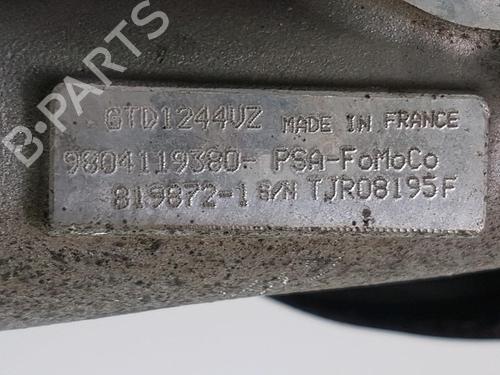 GTD1244VZ MADE IN FRANCE
9804119380- PSA-FoMoCo
819872-1 S/N TJR08195F
B-PARTS